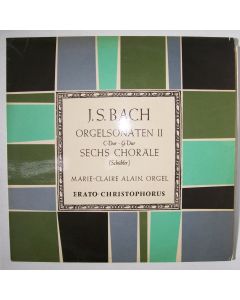 J.S. BACH
ORGELSONATEN II
C-Dur - G-Dur
SECHS CHORÄLE
(Schübler)
MARIE-CLAIRE ALAIN, ORGEL
ERATO CHRISTOPHORUS